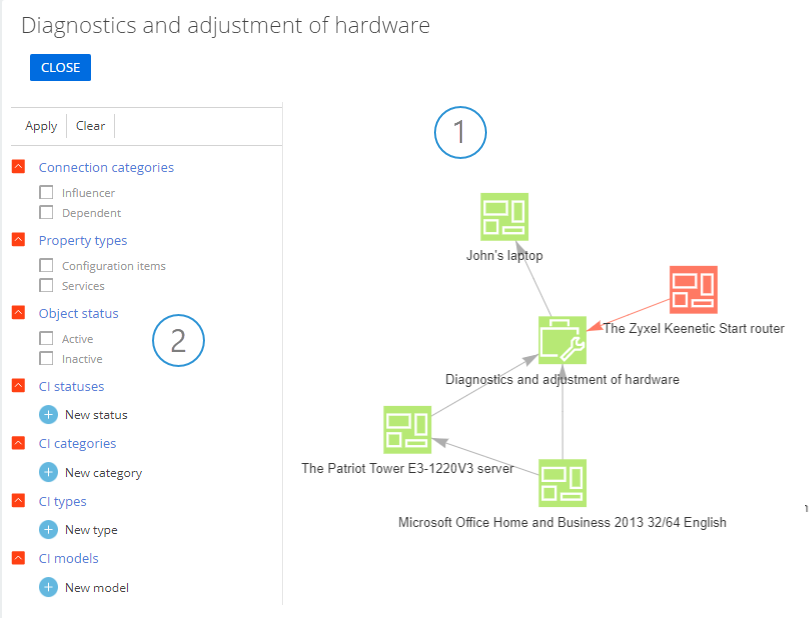 Diagnostics and adjustment of hardware
CLOSE
Apply
Clear
Connection categories
Influencer
Dependent
Property types
Configuration items
Services
Object status
Active
Inactive
2
CI statuses
New status
CI categories
New category
CI types
New type
CI models
New model
1
John's laptop
The Zyxel Keenetic Start router
Diagnostics and adjustment of hardware
The Patriot Tower E3-1220V3 server
Microsoft Office Home and Business 2013 32/64 English